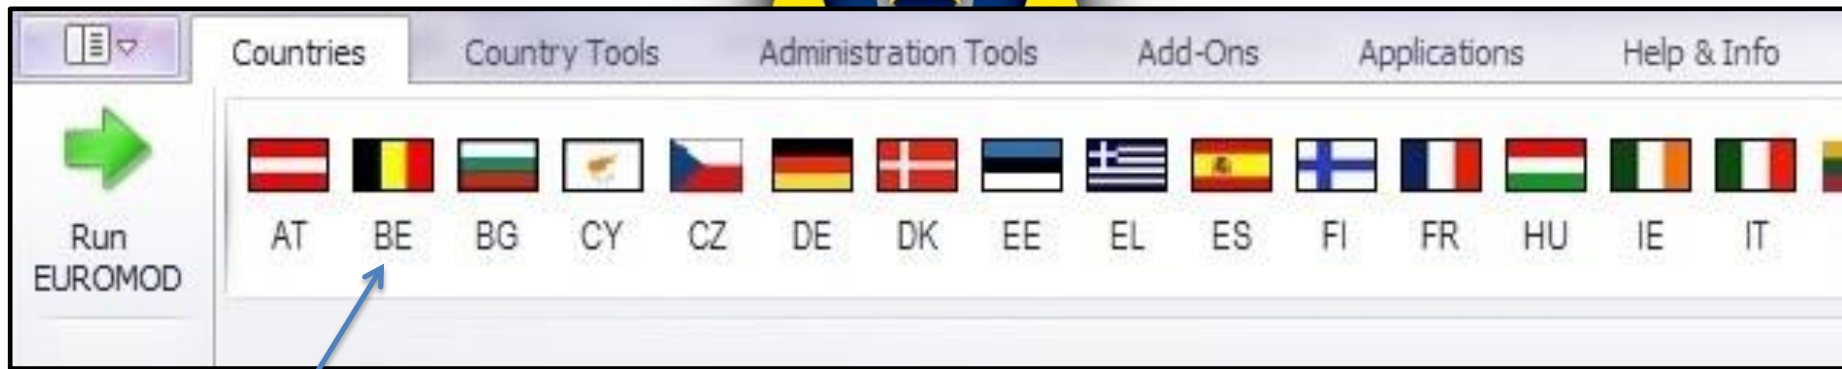 Countries Country Tools Administration Tools Add-Ons Applications Help & Info
Run
EUROMOD
AT BE BG CY CZ DE DK EE EL ES FI FR HU IE IT